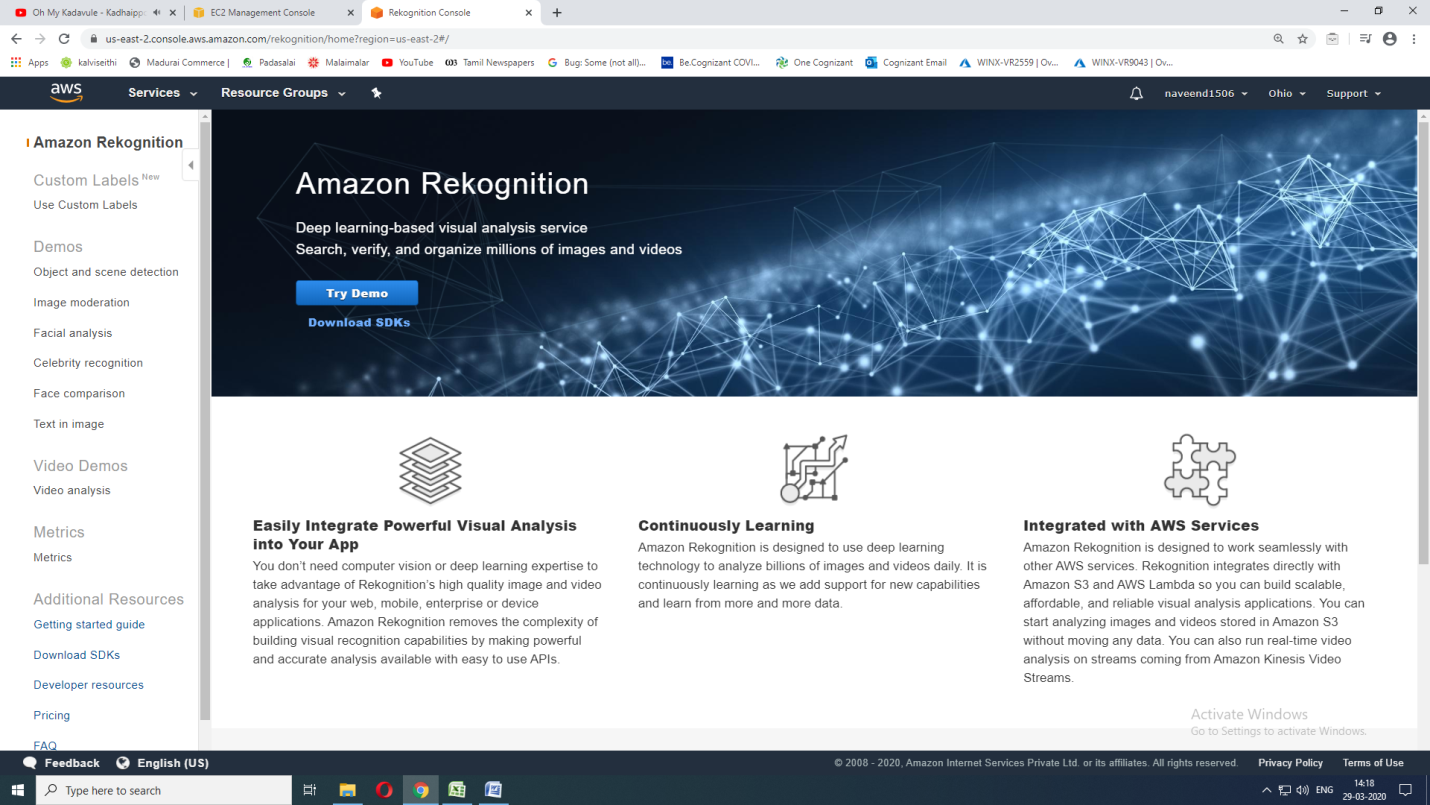 Oh My Kadavule - Kadhaipp
EC2 Management Console
Rekognition Console
us-east-2.console.aws.amazon.com/rekognition/home?region=us-east-2#/
Apps kalviseithi Madurai Commerce | Padasalai Malaimalar YouTube Tamil Newspapers Bug: Some (not all)... be. Be.Cognizant COVI... One Cognizant Cognizant Email WINX-VR2559 | Ov... WINX-VR9043 | Ov...
aws Services Resource Groups naveend1506 Ohio Support
Amazon Rekognition
Custom Labels New
Use Custom Labels
Demos
Object and scene detection
Image moderation
Facial analysis
Celebrity recognition
Face comparison
Text in image
Video Demos
Video analysis
Metrics
Metrics
Additional Resources
Getting started guide
Download SDKs
Developer resources
Pricing
FAQ
Amazon Rekognition
Deep learning-based visual analysis service
Search, verify, and organize millions of images and videos
Try Demo
Download SDKs
Easily Integrate Powerful Visual Analysis
into Your App
You don't need computer vision or deep learning expertise to
take advantage of Rekognition's high quality image and video
analysis for your web, mobile, enterprise or device
applications. Amazon Rekognition removes the complexity of
building visual recognition capabilities by making powerful
and accurate analysis available with easy to use APIs.
Continuously Learning
Amazon Rekognition is designed to use deep learning
technology to analyze billions of images and videos daily. It is
continuously learning as we add support for new capabilities
and learn from more and more data.
Integrated with AWS Services
Amazon Rekognition is designed to work seamlessly with
other AWS services. Rekognition integrates directly with
Amazon S3 and AWS Lambda so you can build scalable,
affordable, and reliable visual analysis applications. You can
start analyzing images and videos stored in Amazon S3
without moving any data. You can also run real-time video
analysis on streams coming from Amazon Kinesis Video
Streams.
Activate Windows
Go to Settings to activate Windows.
Feedback English (US) © 2008 - 2020, Amazon Internet Services Private Ltd. or its affiliates. All rights reserved. Privacy Policy Terms of Use
Type here to search
ENG
14:18
29-03-2020